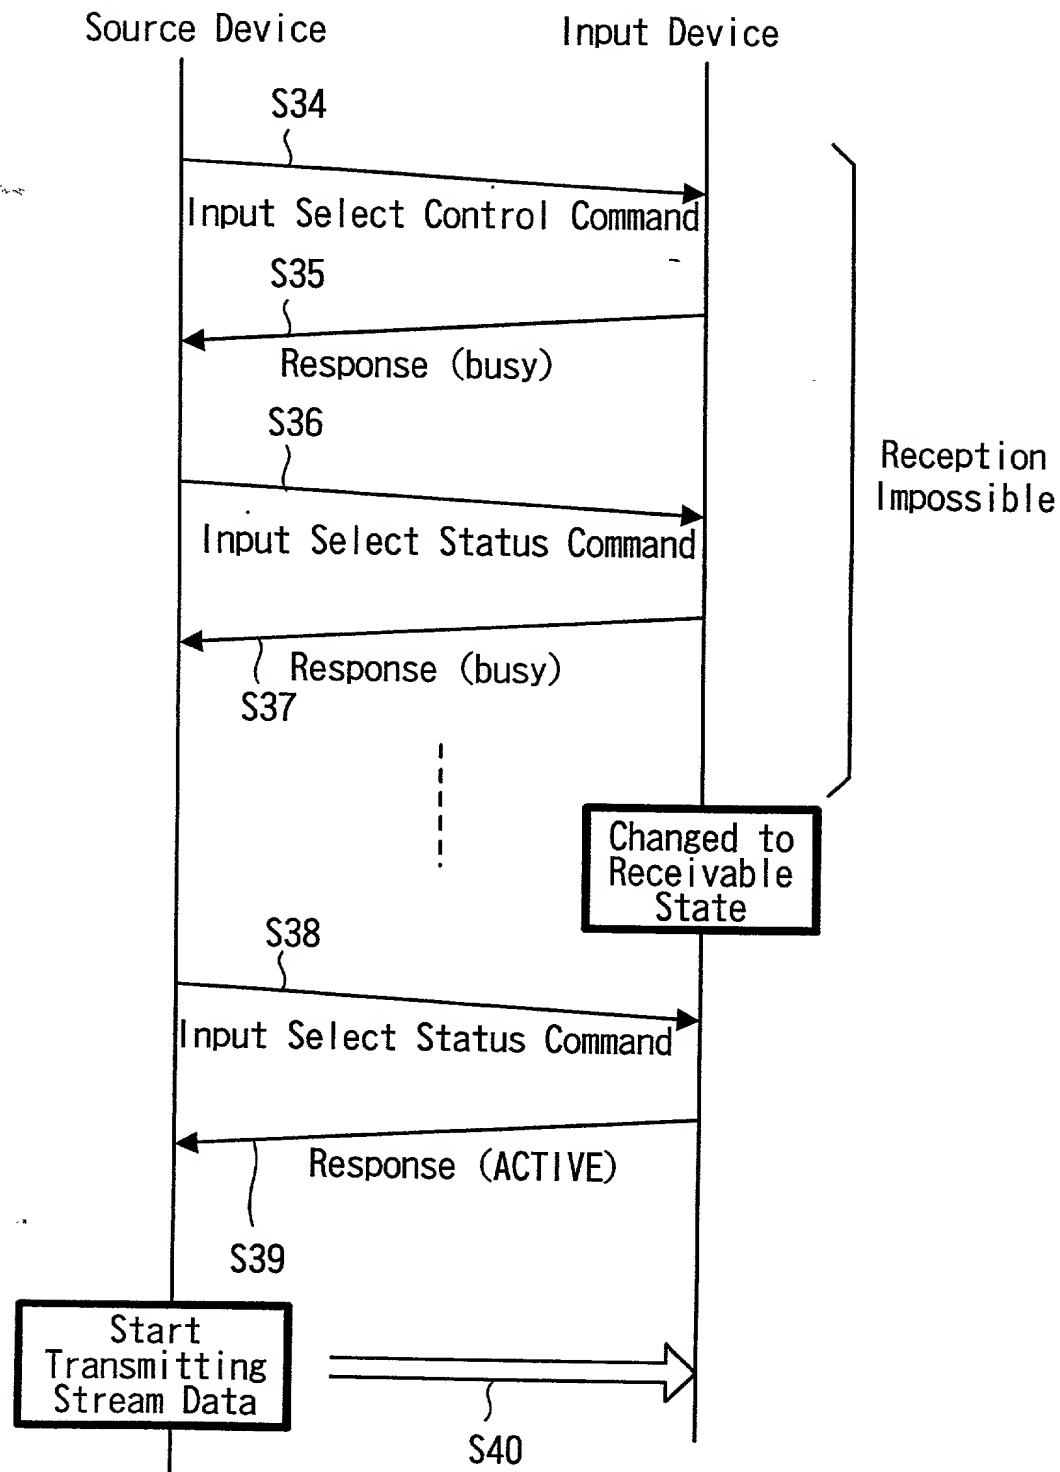 Source Device
Input Device
S34
Input Select Control Command
S35
Response (busy)
S36
Reception
Impossible
Input Select Status Command
Response (busy)
S37
Changed to
Receivable
State
S38
Input Select Status Command
Response (ACTIVE)
S39
Start
Transmitting
Stream Data
S40